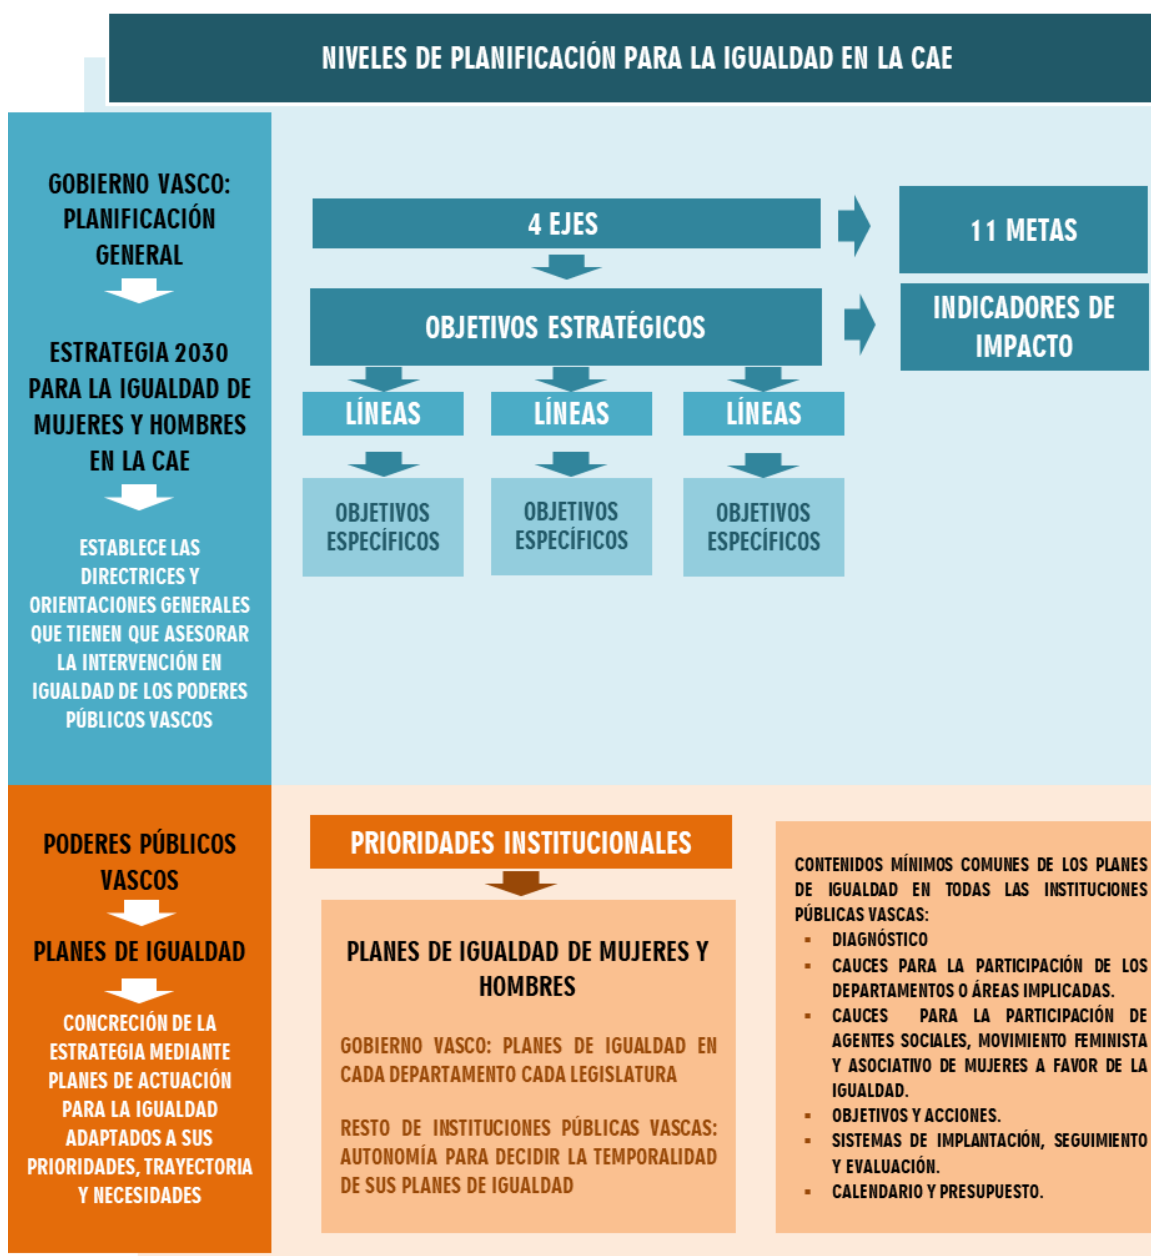 NIVELES DE PLANIFICACIÓN PARA LA IGUALDAD EN LA CAE
GOBIERNO VASCO:
PLANIFICACIÓN
GENERAL
ESTRATEGIA 2030
PARA LA IGUALDAD DE
MUJERES Y HOMBRES
EN LA CAE
ESTABLECE LAS
DIRECTRICES Y
ORIENTACIONES GENERALES
QUE TIENEN QUE ASESORAR
LA INTERVENCIÓN EN
IGUALDAD DE LOS PODERES
PÚBLICOS VASCOS
4 EJES
11 METAS
OBJETIVOS ESTRATÉGICOS
INDICADORES DE
IMPACTO
LÍNEAS
LÍNEAS
LÍNEAS
OBJETIVOS
ESPECÍFICOS
OBJETIVOS
ESPECÍFICOS
OBJETIVOS
ESPECÍFICOS
PODERES PÚBLICOS
VASCOS
PLANES DE IGUALDAD
CONCRECIÓN DE LA
ESTRATEGIA MEDIANTE
PLANES DE ACTUACIÓN
PARA LA IGUALDAD
ADAPTADOS A SUS
PRIORIDADES, TRAYECTORIA
Y NECESIDADES
PRIORIDADES INSTITUCIONALES
PLANES DE IGUALDAD DE MUJERES Y
HOMBRES
GOBIERNO VASCO: PLANES DE IGUALDAD EN
CADA DEPARTAMENTO CADA LEGISLATURA
RESTO DE INSTITUCIONES PÚBLICAS VASCAS:
AUTONOMÍA PARA DECIDIR LA TEMPORALIDAD
DE SUS PLANES DE IGUALDAD
CONTENIDOS MÍNIMOS COMUNES DE LOS PLANES
DE IGUALDAD EN TODAS LAS INSTITUCIONES
PÚBLICAS VASCAS:
▪ DIAGNÓSTICO
▪ CAUCES PARA LA PARTICIPACIÓN DE LOS
DEPARTAMENTOS O ÁREAS IMPLICADAS.
▪ CAUCES PARA LA PARTICIPACIÓN DE
AGENTES SOCIALES, MOVIMIENTO FEMINISTA
Y ASOCIATIVO DE MUJERES A FAVOR DE LA
IGUALDAD.
▪ OBJETIVOS Y ACCIONES.
▪ SISTEMAS DE IMPLANTACIÓN, SEGUIMIENTO
Y EVALUACIÓN.
▪ CALENDARIO Y PRESUPUESTO.